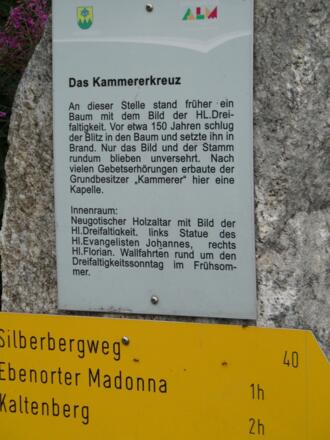 ALM
Das Kammererkreuz
An dieser Stelle stand früher ein
Baum mit dem Bild der HL.Drei-
faltigkeit. Vor etwa 150 Jahren schlug
der Blitz in den Baum und setzte ihn in
Brand. Nur das Bild und der Stamm
rundum blieben unversehrt. Nach
vielen Gebetserhörungen erbaute der
Grundbesitzer „Kammerer" hier eine
Kapelle.
Innenraum:
Neugotischer Holzaltar mit Bild der
Hl.Dreifaltigkeit. links Statue des
Hl.Evangelisten Johannes, rechts
Hl.Florian. Wallfahrten rund um den
Dreifaltigkeitssonntag im Frühsom-
mer.
Silberbergweg 40
Ebenorter Madonna 1h
Kaltenberg 2h